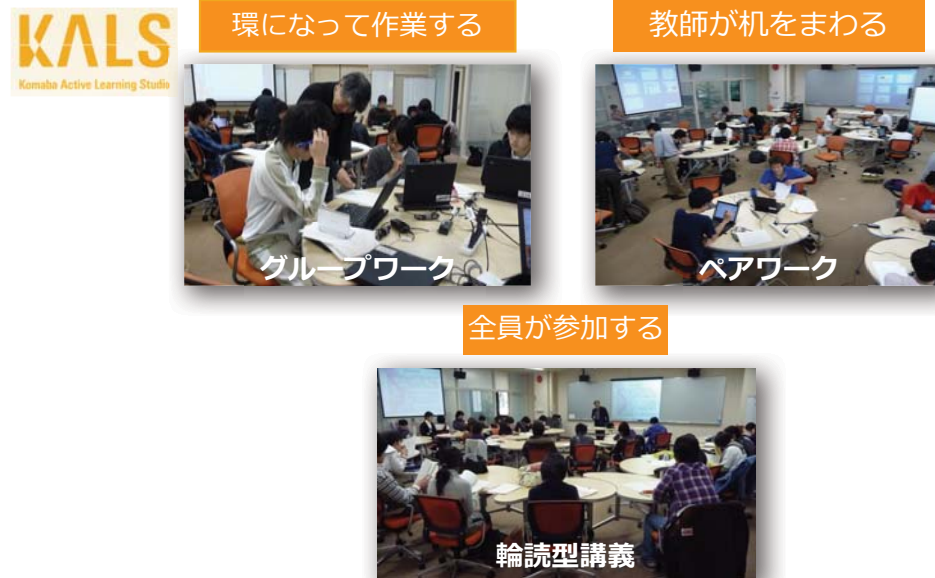 KALS
Komaba Active Learning Studio
環になって作業する
教師が机をまわる
グループワーク
ペアワーク
全員が参加する
輪読型講義